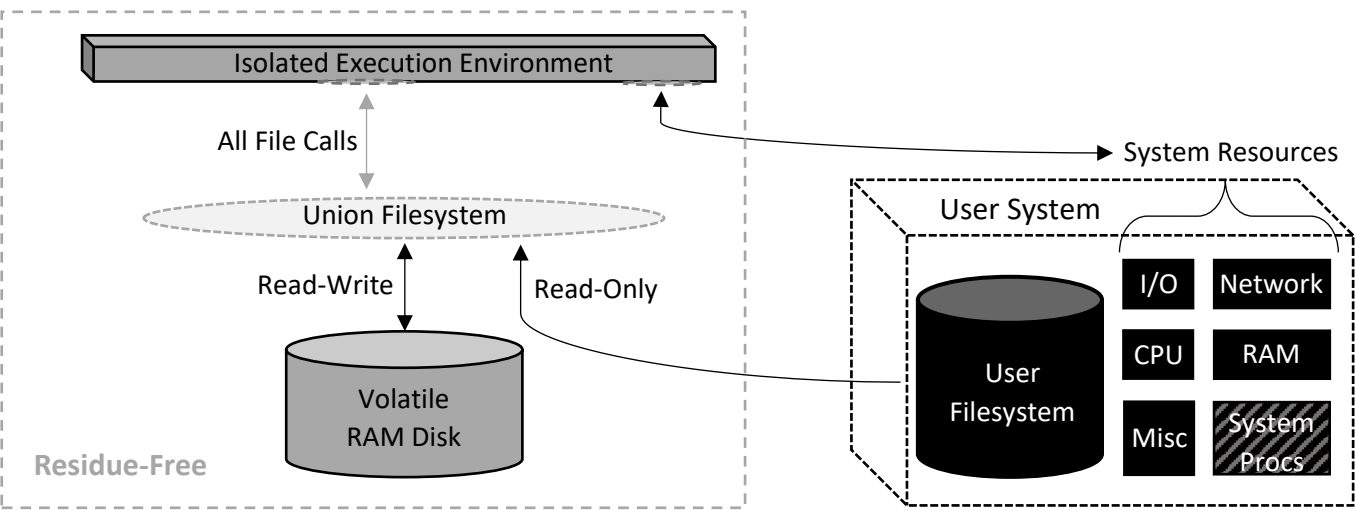 Isolated Execution Environment
All File Calls
System Resources
Union Filesystem
User System
Read-Write
Read-Only
I/O
Network
CPU
RAM
User
Filesystem
Volatile
RAM Disk
Misc
System
Procs
Residue-Free